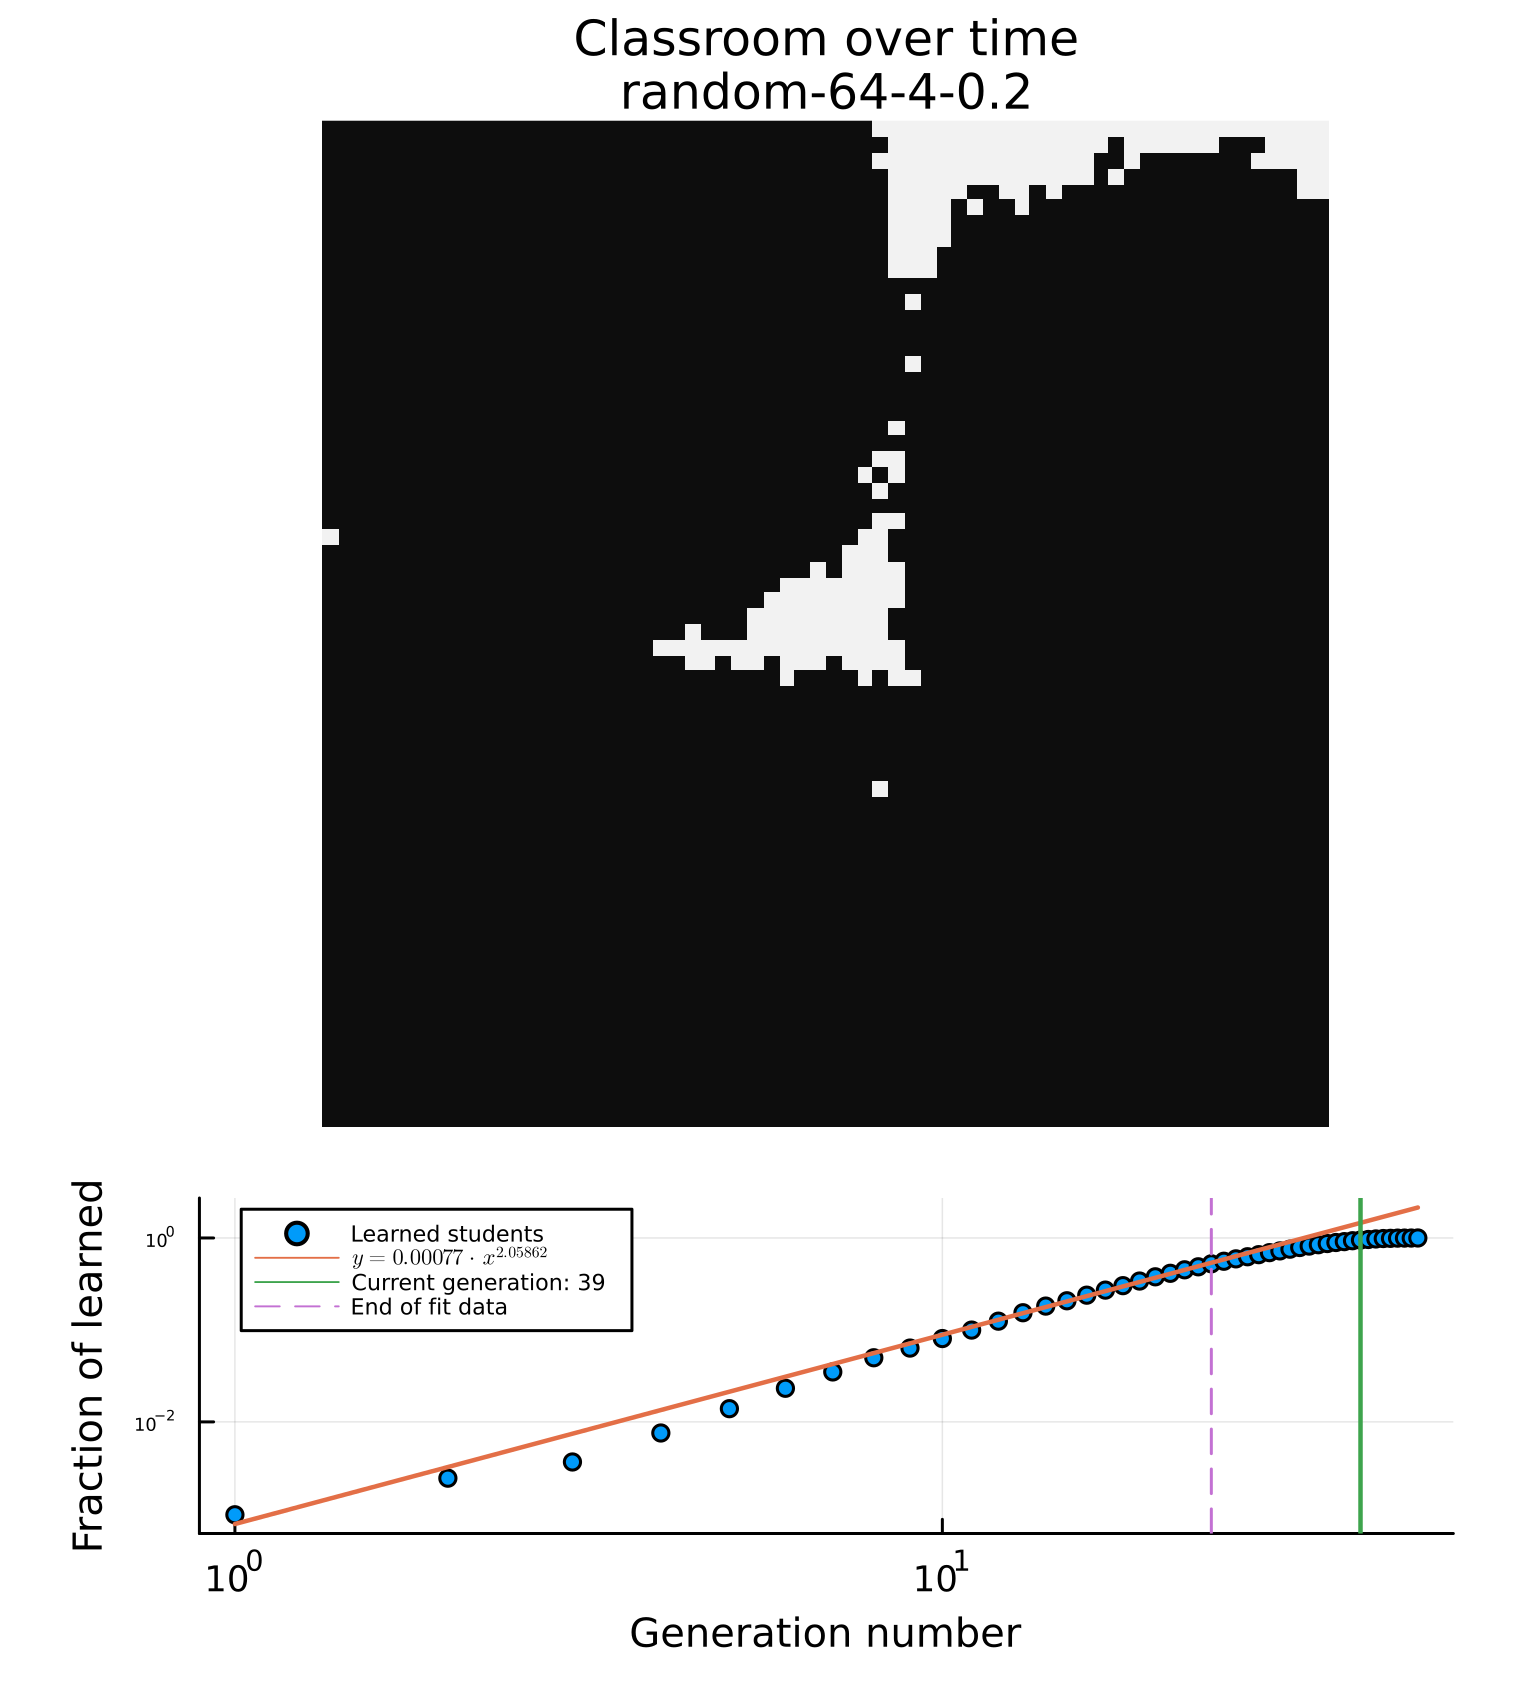 Classroom over time
random-64-4-0.2
Fraction of learned
10^0
10^-2
Learned students
y = 0.00077 · x^2.05862
Current generation: 39
End of fit data
10^0
10^1
Generation number